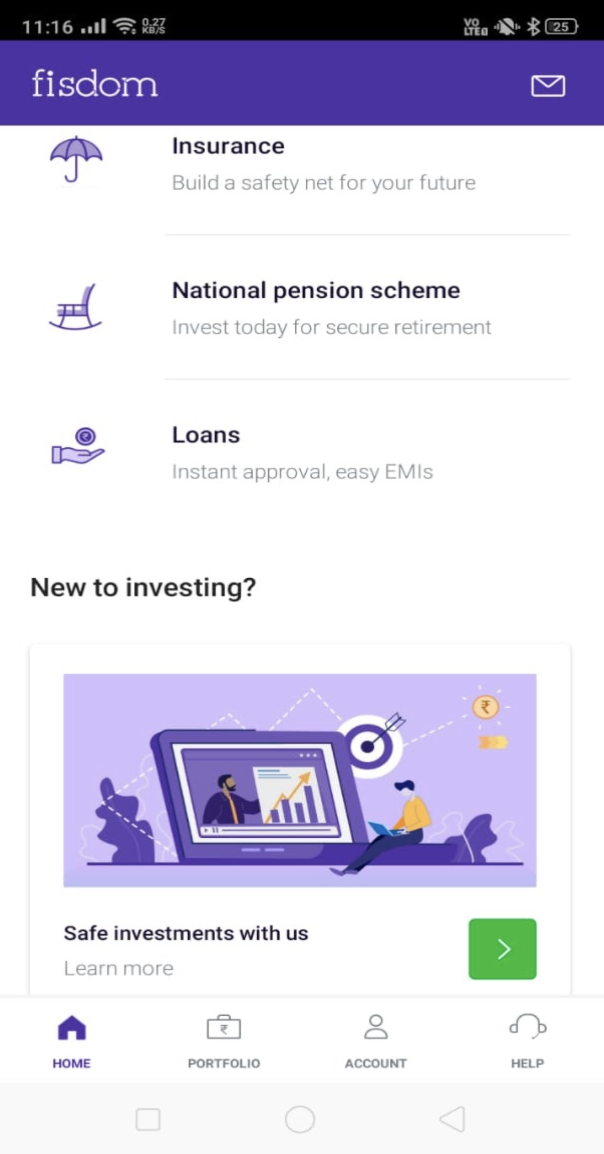 11:16 0.27 KB/S VO LTE 25
fisdom
Insurance
Build a safety net for your future
National pension scheme
Invest today for secure retirement
Loans
Instant approval, easy EMIs
New to investing?
₹
Safe investments with us
Learn more
₹
HOME PORTFOLIO ACCOUNT HELP